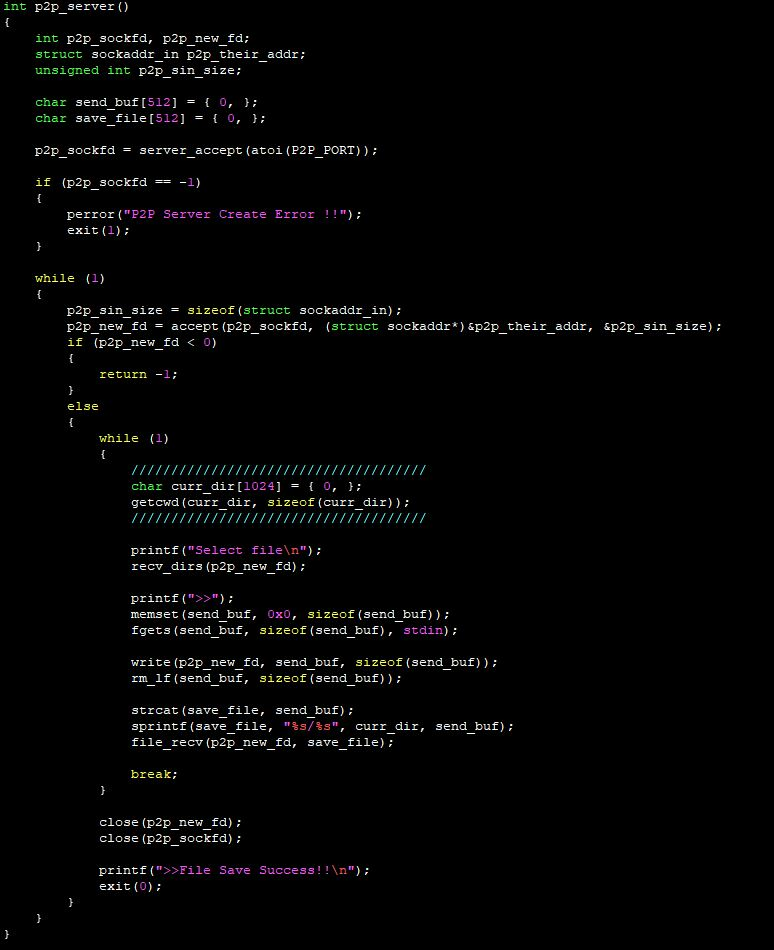 int p2p_server()
{
    int p2p_sockfd, p2p_new_fd;
    struct sockaddr_in p2p_their_addr;
    unsigned int p2p_sin_size;

    char send_buf[512] = { 0, };
    char save_file[512] = { 0, };

    p2p_sockfd = server_accept(atoi(P2P_PORT));

    if (p2p_sockfd == -1)
    {
        perror("P2P Server Create Error !!");
        exit(1);
    }

    while (1)
    {
        p2p_sin_size = sizeof(struct sockaddr_in);
        p2p_new_fd = accept(p2p_sockfd, (struct sockaddr*)&p2p_their_addr, &p2p_sin_size);
        if (p2p_new_fd < 0)
        {
            return -1;
        }
        else
        {
            while (1)
            {
                /////////////////////////////////////
                char curr_dir[1024] = { 0, };
                getcwd(curr_dir, sizeof(curr_dir));
                /////////////////////////////////////

                printf("Select file\n");
                recv_dirs(p2p_new_fd);

                printf(">>");
                memset(send_buf, 0x0, sizeof(send_buf));
                fgets(send_buf, sizeof(send_buf), stdin);

                write(p2p_new_fd, send_buf, sizeof(send_buf));
                rm_lf(send_buf, sizeof(send_buf));

                strcat(save_file, send_buf);
                sprintf(save_file, "%s/%s", curr_dir, send_buf);
                file_recv(p2p_new_fd, save_file);

                break;
            }

            close(p2p_new_fd);
            close(p2p_sockfd);

            printf(">>File Save Success!!\n");
            exit(0);
        }
    }
}